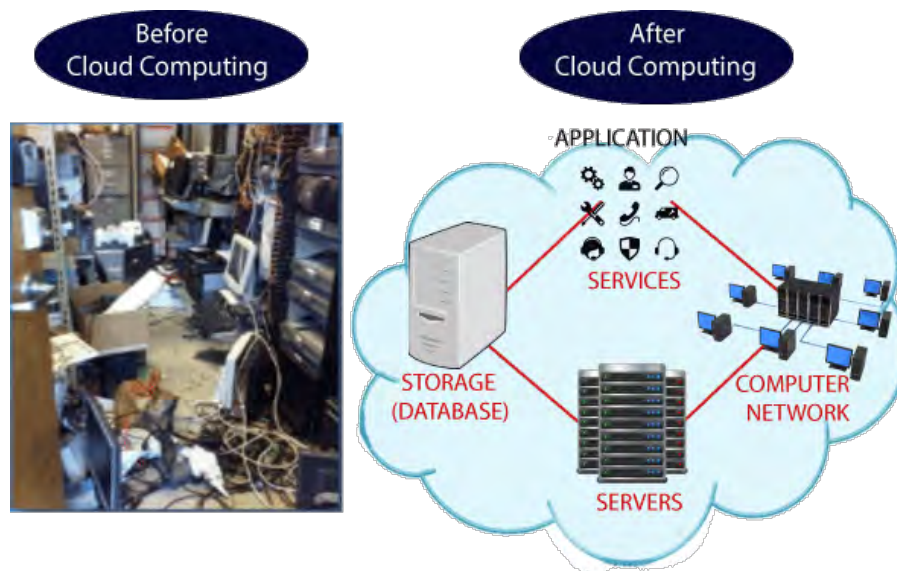 Before
Cloud Computing
After
Cloud Computing
APPLICATION
SERVICES
STORAGE
(DATABASE)
COMPUTER
NETWORK
SERVERS